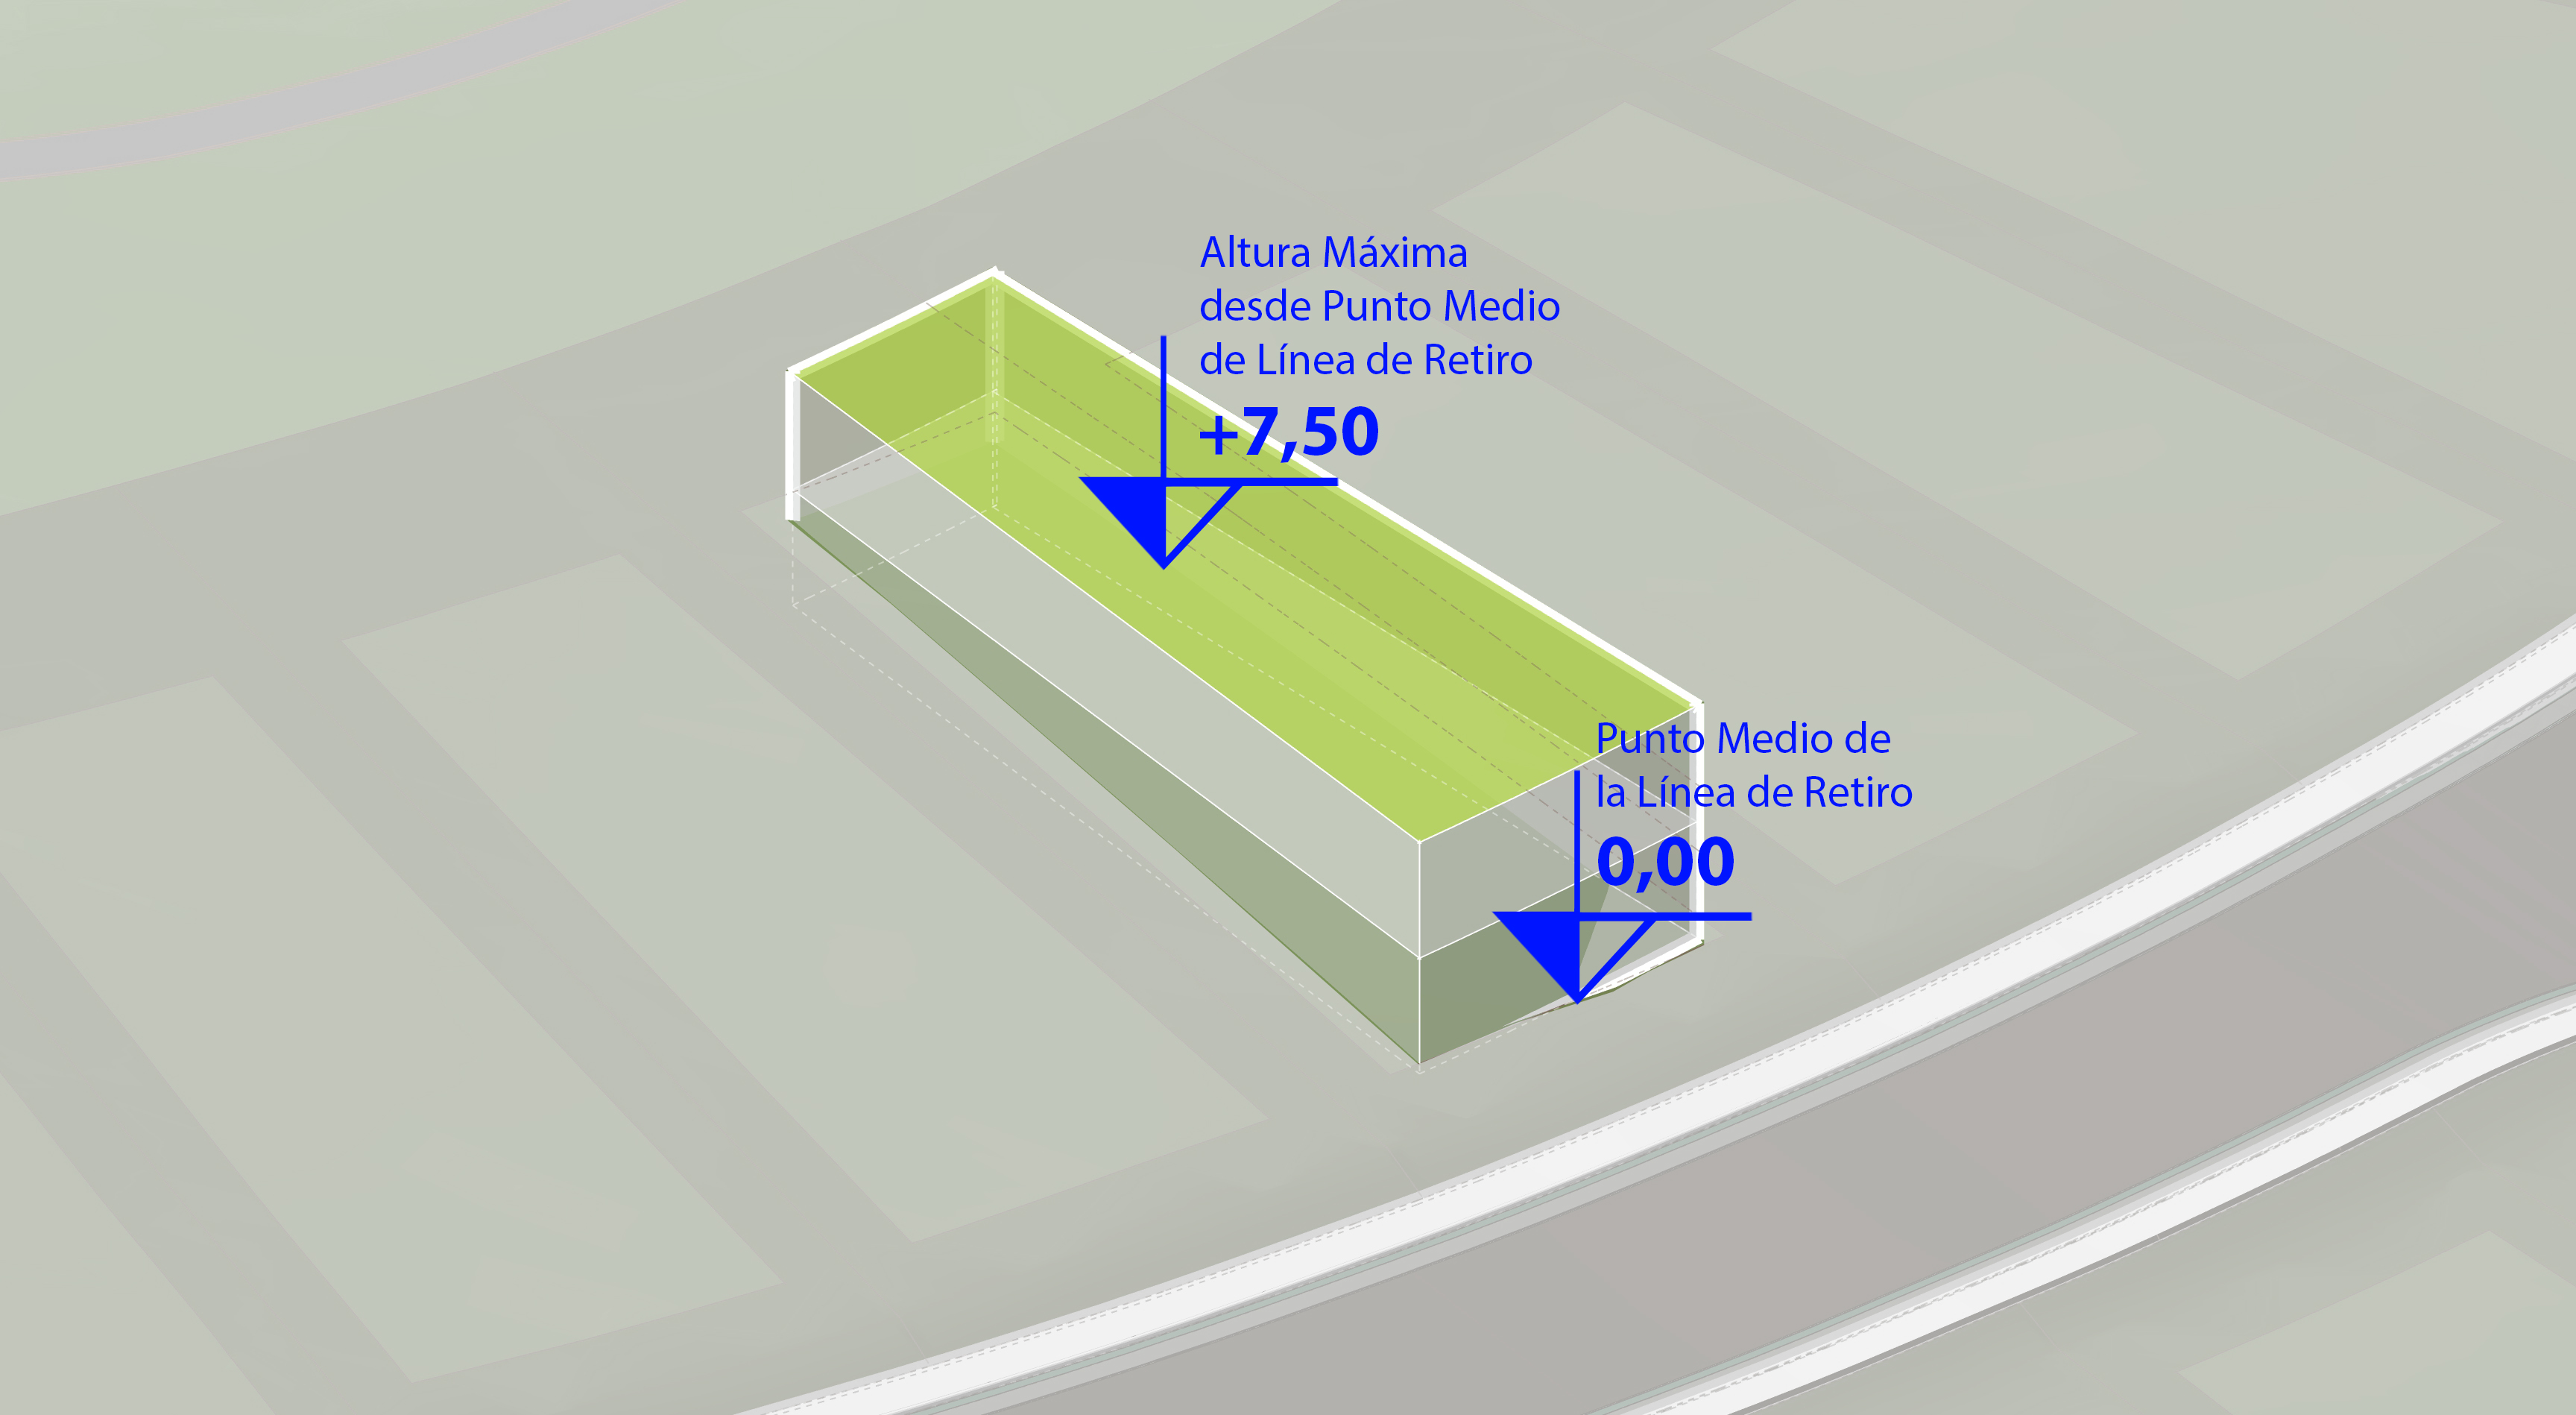 Altura Máxima
desde Punto Medio
de Línea de Retiro
+7,50
Punto Medio de
la Línea de Retiro
0,00